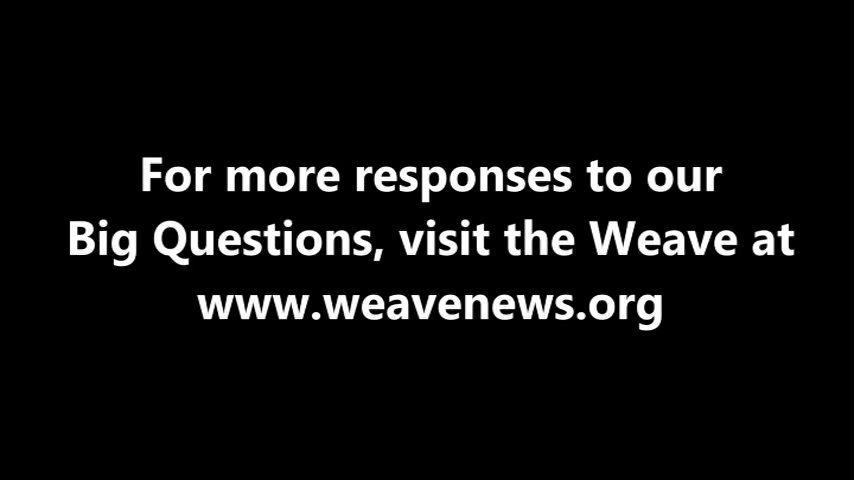 For more responses to our
Big Questions, visit the Weave at
www.weavenews.org